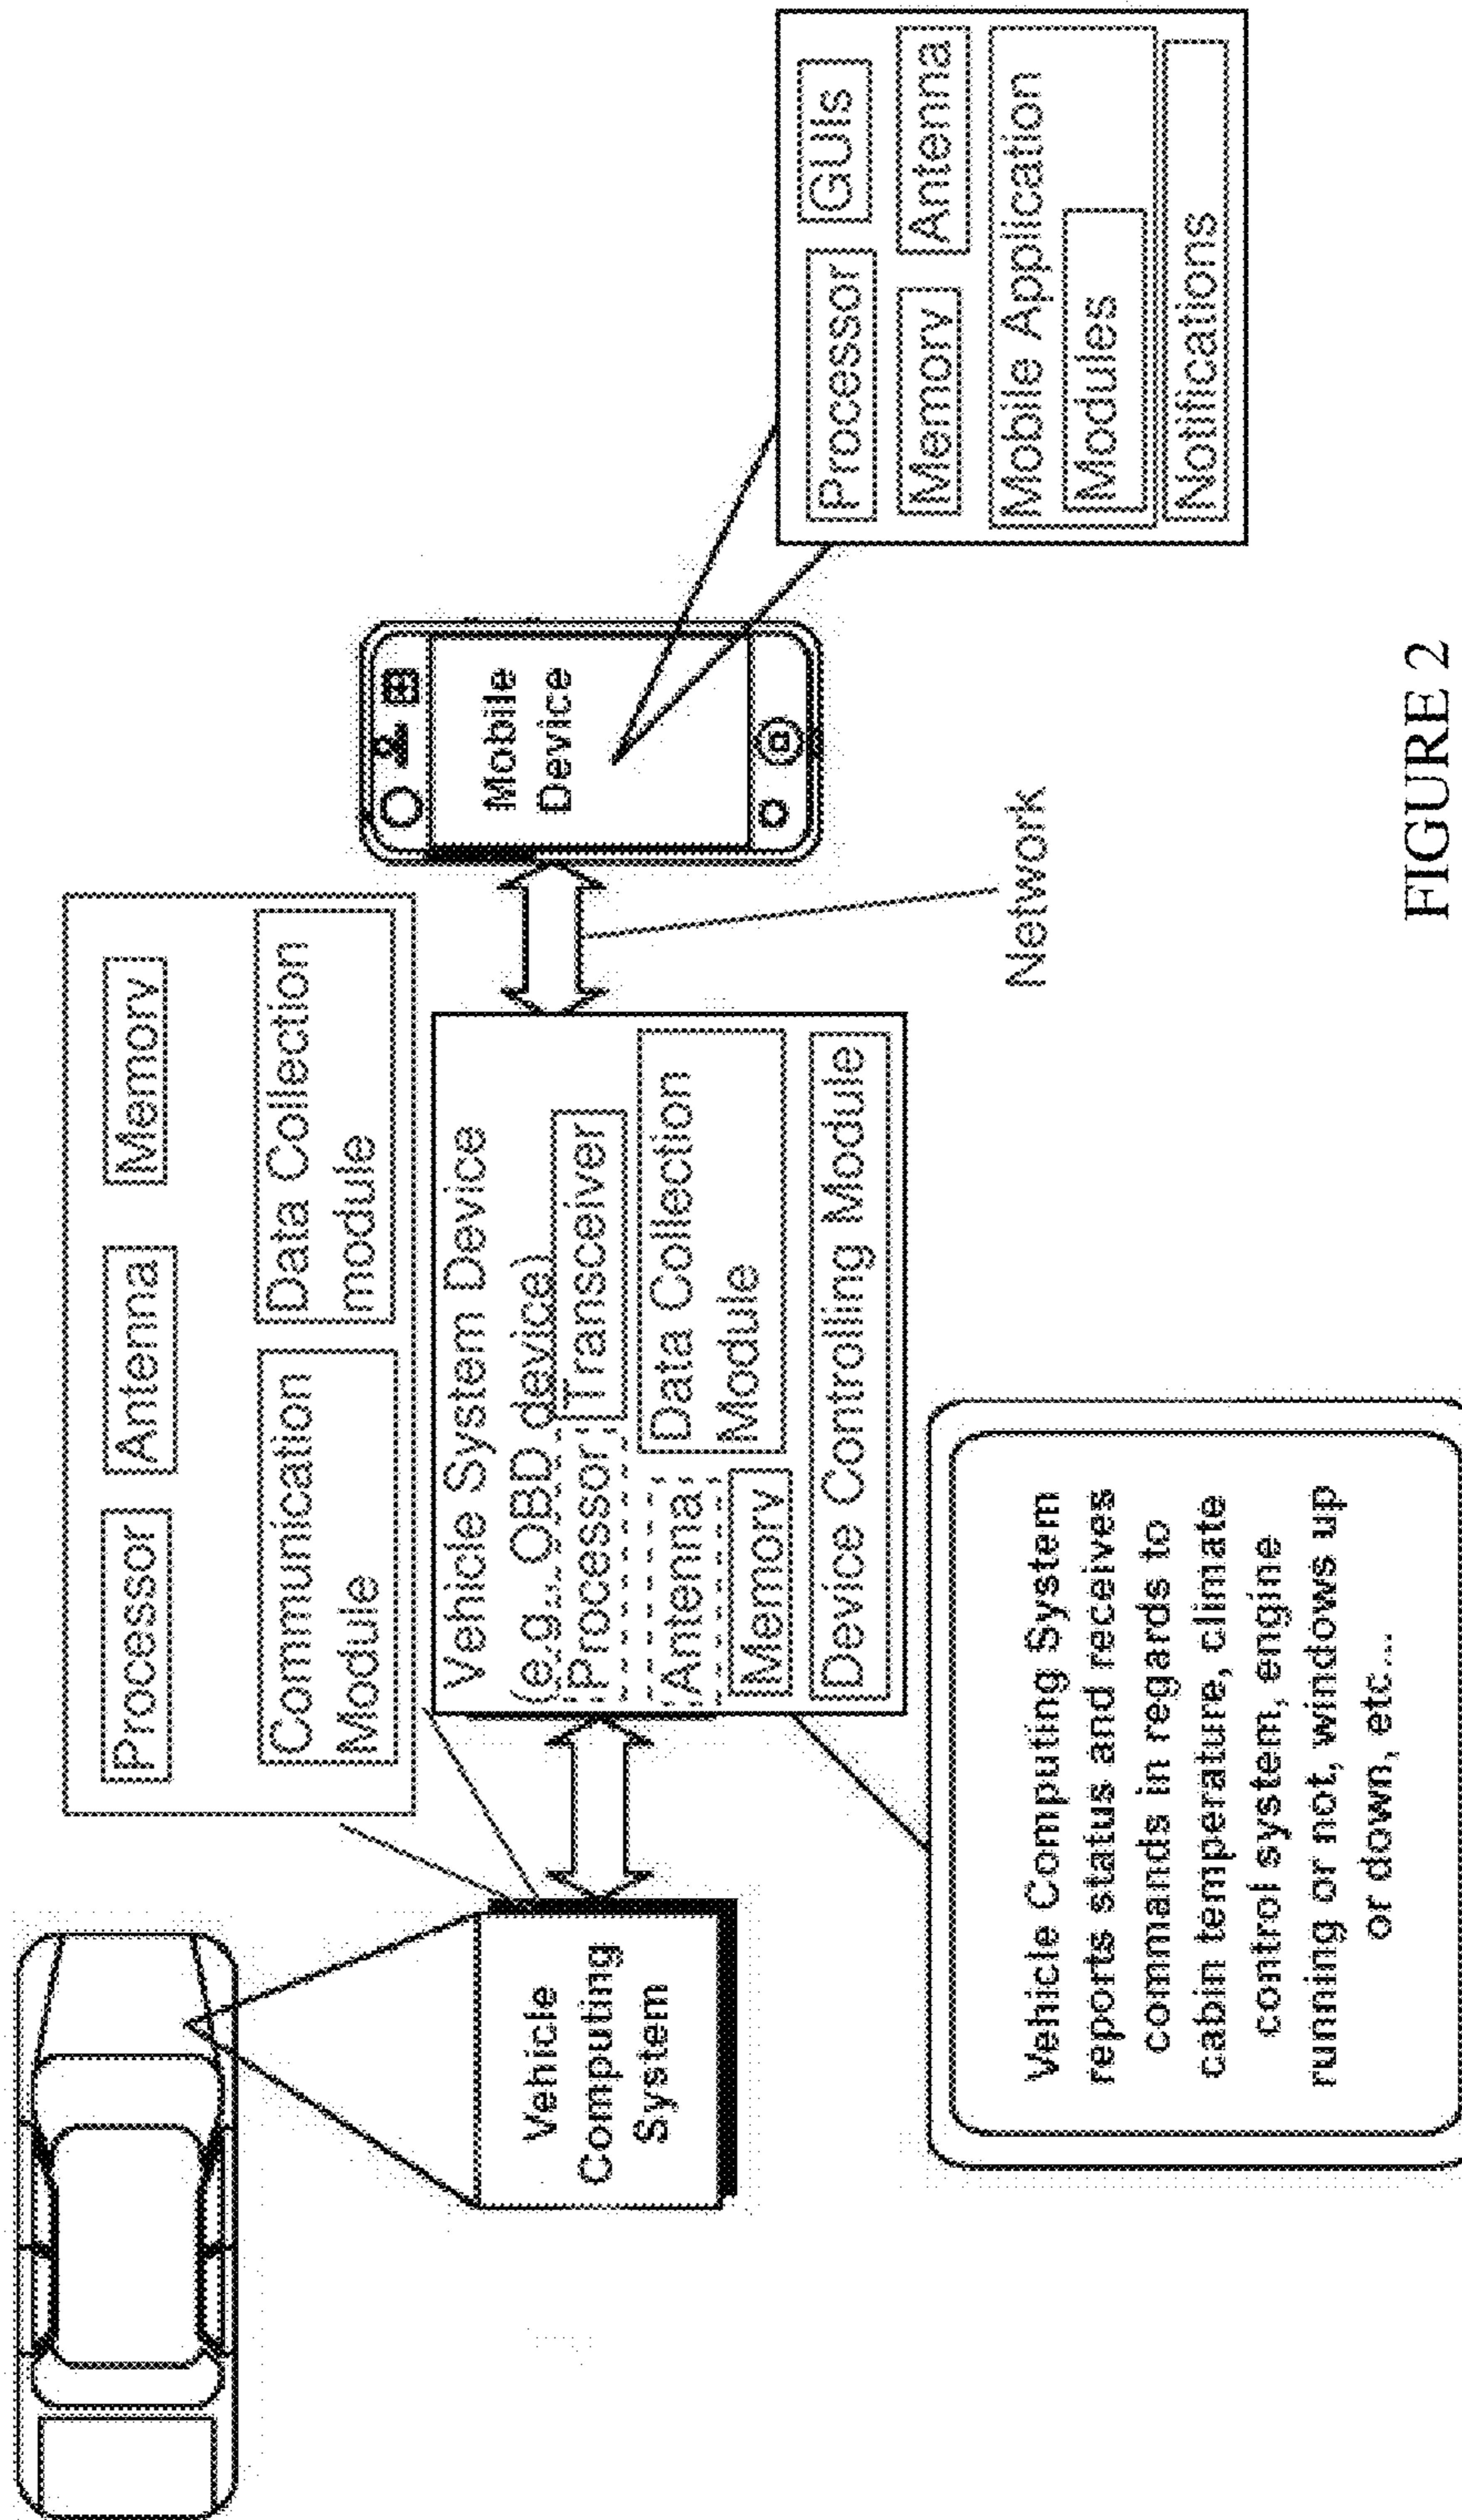 Processor
Antenna
Memory
Communication
Module
Data Collection
module
Vehicle
Computing
System
Vehicle System Device
(e.g., OBD device)
Processor
Transceiver
Antenna
Data Collection
Module
Memory
Device Controlling Module
Mobile
Device
Network
Processor
GUIs
Memory
Antenna
Mobile Application
Modules
Notifications
Vehicle Computing System
reports status and receives
commands in regards to
cabin temperature, climate
control system, engine
running or not, windows up
or down, etc...
FIGURE 2